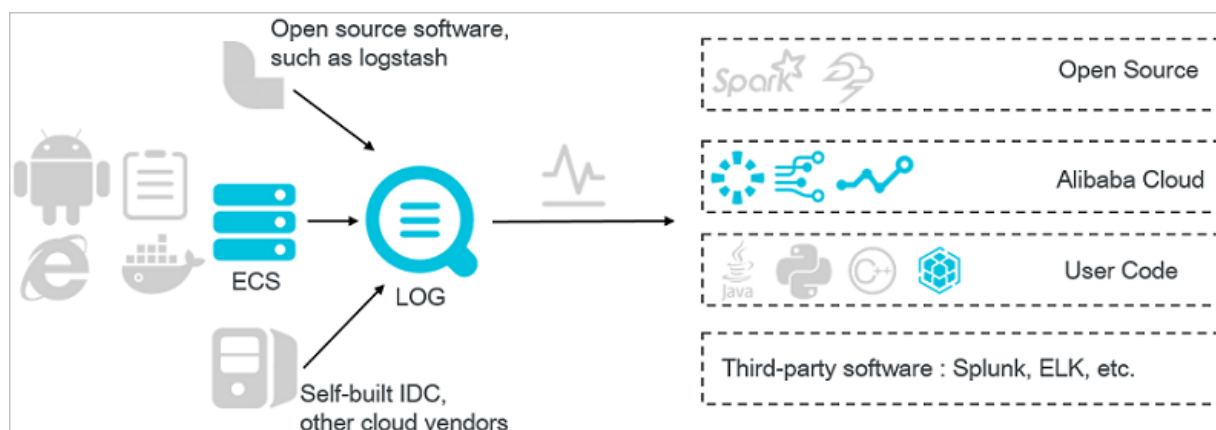 Open source software,
such as logstash
ECS
LOG
Self-built IDC,
other cloud vendors
Spark
Open Source
Alibaba Cloud
Java
C++
User Code
Third-party software : Splunk, ELK, etc.